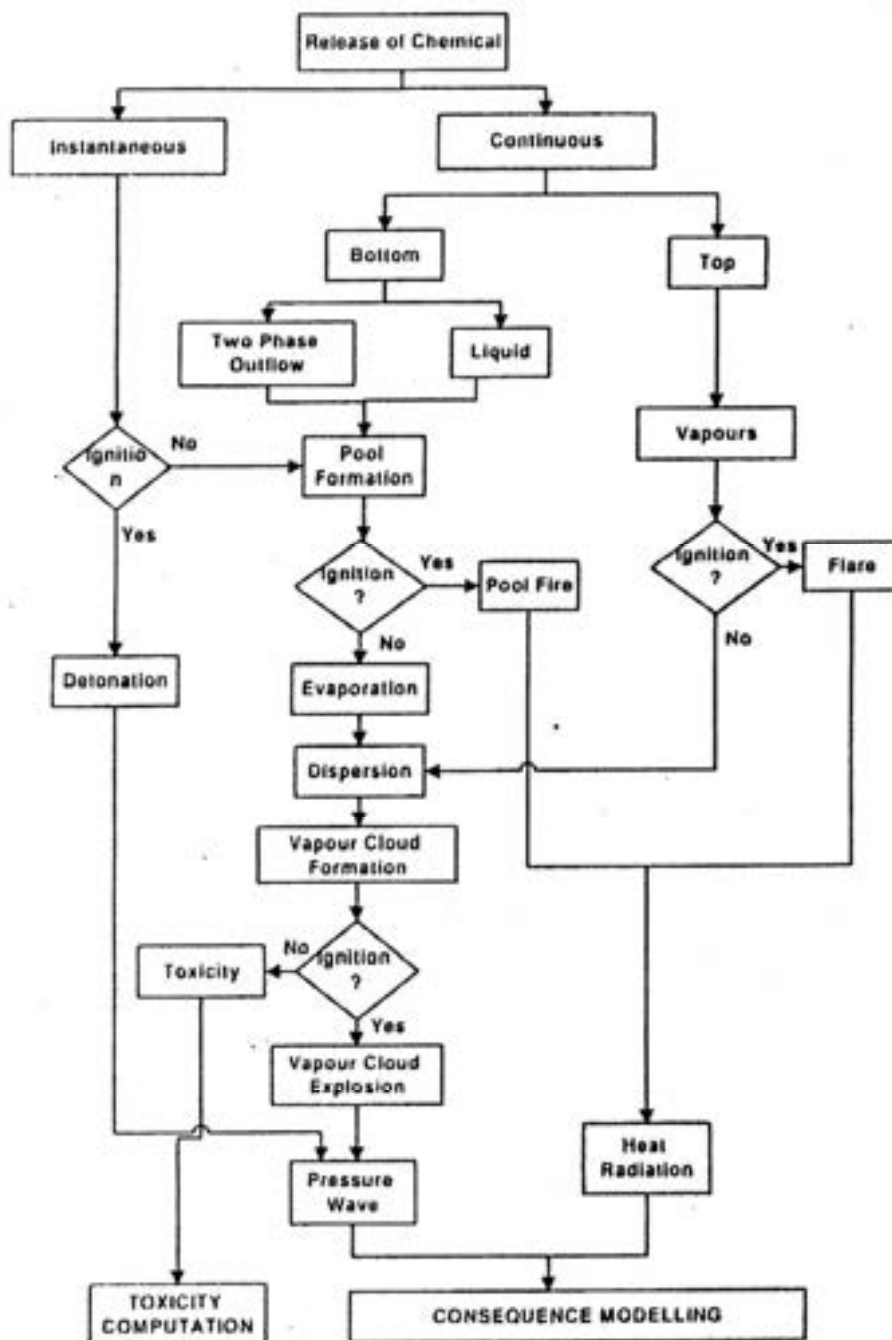 Release of Chemical
Instantaneous
Continuous
Bottom
Top
Two Phase
Outflow
Liquid
Vapours
Ignitio
n
No
Pool
Formation
Yes
Ignition
?
Yes
Pool Fire
Ignition
?
Yes
Flare
No
No
Detonation
Evaporation
Dispersion
Vapour Cloud
Formation
Toxicity
No
Ignition
?
Yes
Vapour Cloud
Explosion
Heat
Radiation
Pressure
Wave
TOXICITY
COMPUTATION
CONSEQUENCE MODELLING